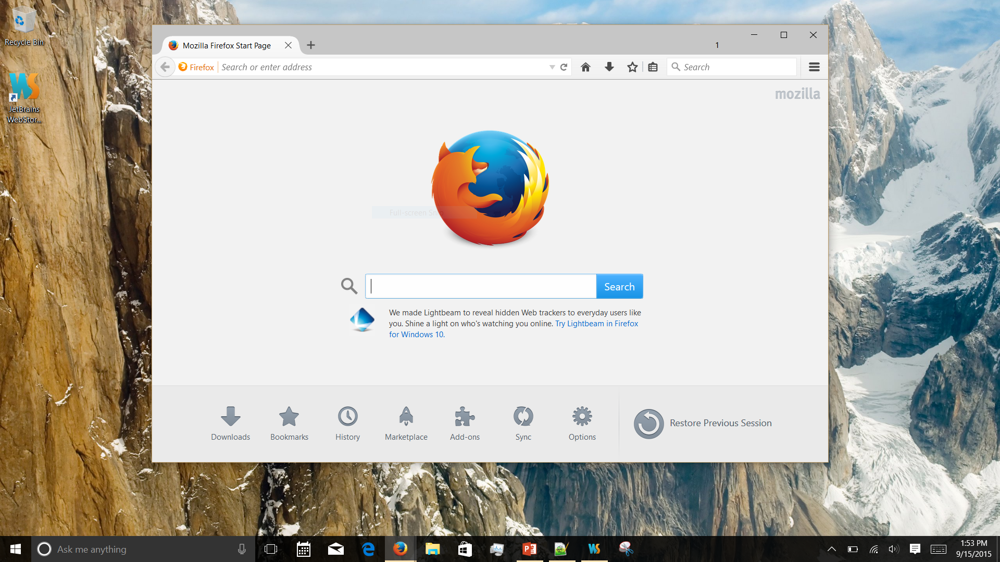 Recycle Bin
JetBrains
WebStor...
Mozilla Firefox Start Page
1
Firefox
Search or enter address
Search
mozilla
Full-screen Snip
Search
We made Lightbeam to reveal hidden Web trackers to everyday users like
you. Shine a light on who's watching you online. Try Lightbeam in Firefox
for Windows 10.
Downloads
Bookmarks
History
Marketplace
Add-ons
Sync
Options
Restore Previous Session
Ask me anything
1:53 PM
9/15/2015